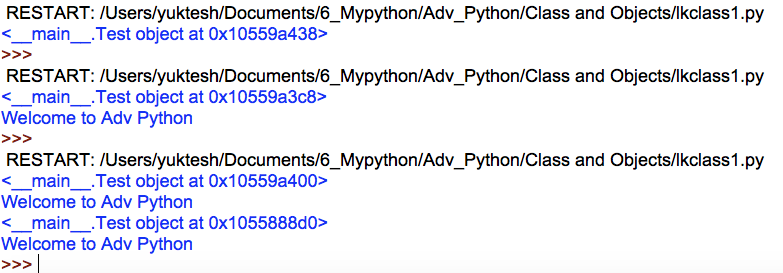 RESTART: /Users/yuktesh/Documents/6_Mypython/Adv_Python/Class and Objects/lkclass1.py
<__main__.Test object at 0x10559a438>
>>>
RESTART: /Users/yuktesh/Documents/6_Mypython/Adv_Python/Class and Objects/lkclass1.py
<__main__.Test object at 0x10559a3c8>
Welcome to Adv Python
>>>
RESTART: /Users/yuktesh/Documents/6_Mypython/Adv_Python/Class and Objects/lkclass1.py
<__main__.Test object at 0x10559a400>
Welcome to Adv Python
<__main__.Test object at 0x1055888d0>
Welcome to Adv Python
>>>